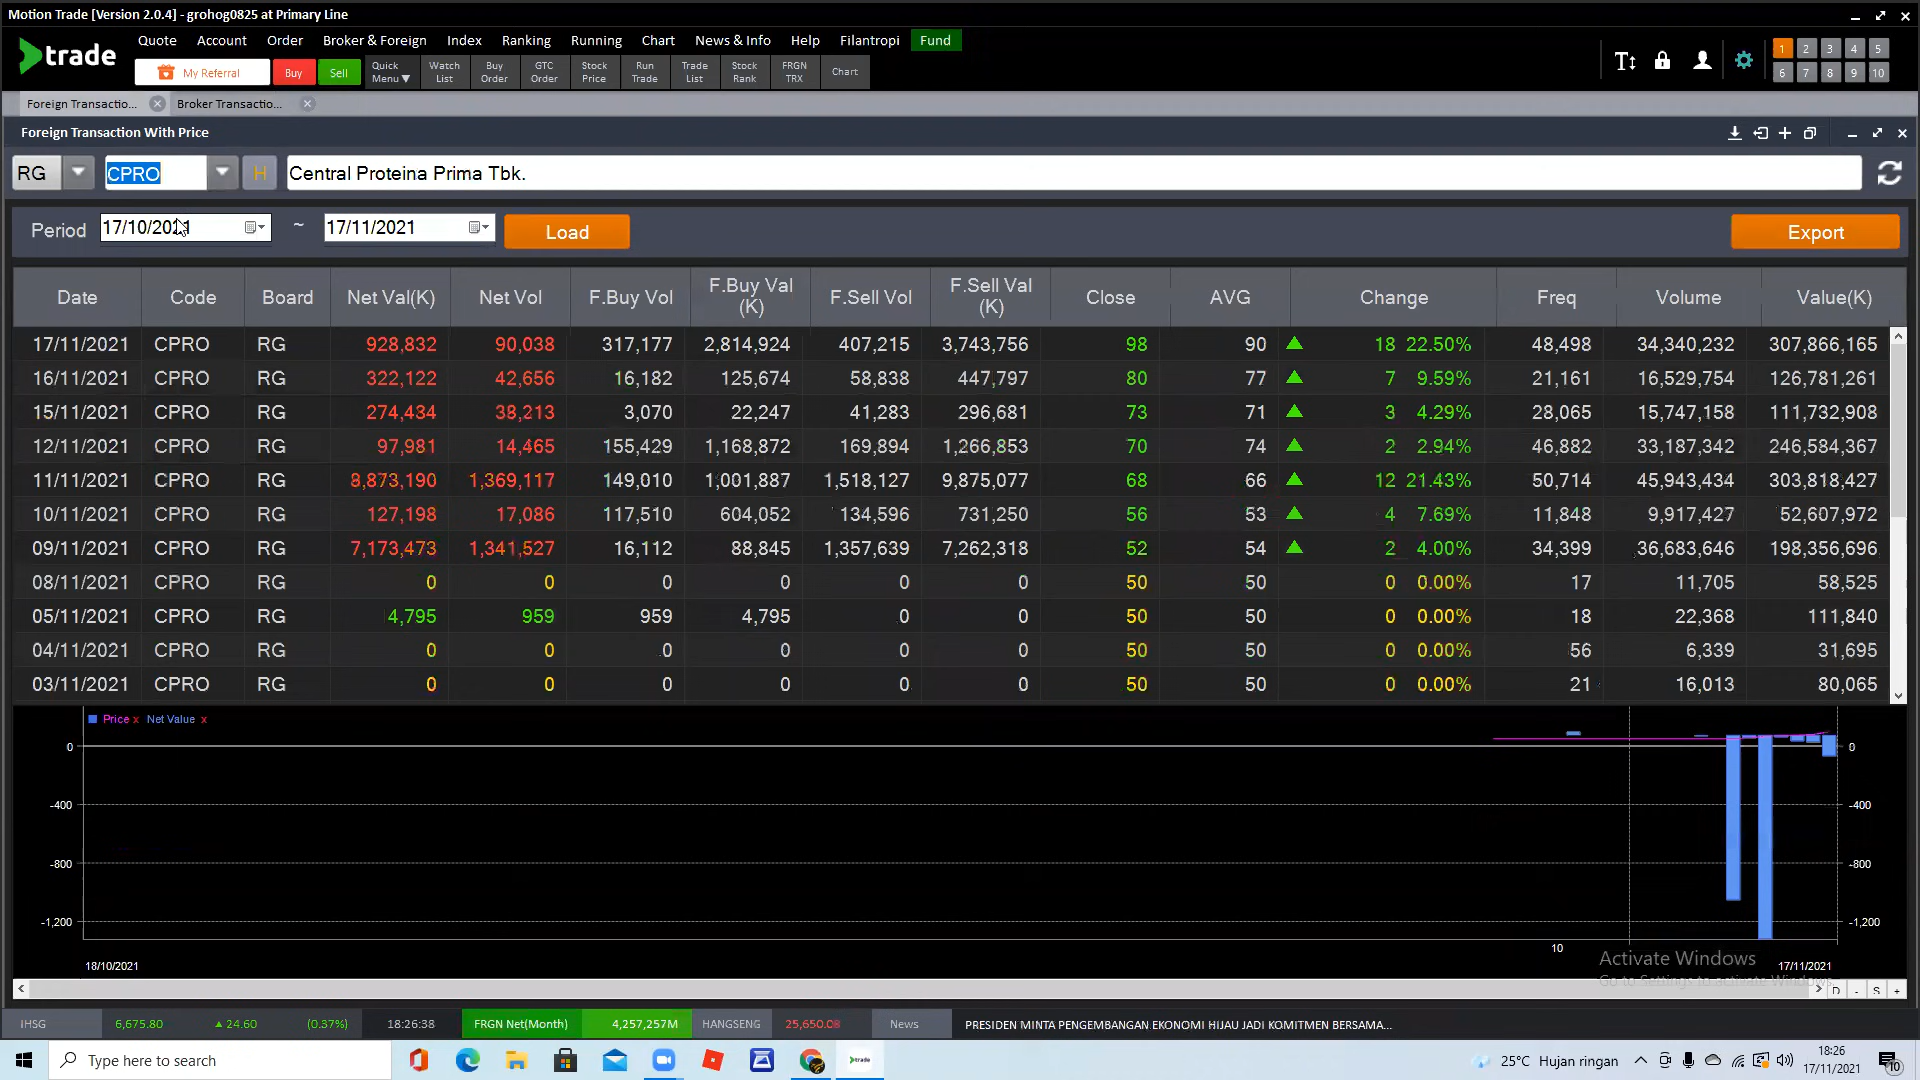 Motion Trade [Version 2.0.4] - grohog0825 at Primary Line
trade
Quote Account Order Broker & Foreign Index Ranking Running Chart News & Info Help Filantropi Fund
My Referral Buy Sell Quick Menu ▼ Watch List Buy Order GTC Order Stock Price Run Trade Trade List Stock Rank FRGN TRX Chart
1 2 3 4 5
6 7 8 9 10
Foreign Transactio... Broker Transactio...
Foreign Transaction With Price
RG CPRO H Central Proteina Prima Tbk.
Period 17/10/2021 ~ 17/11/2021 Load Export
Date Code Board Net Val(K) Net Vol F.Buy Vol F.Buy Val (K) F.Sell Vol F.Sell Val (K) Close AVG Change Freq Volume Value(K)
17/11/2021 CPRO RG 928,832 90,038 317,177 2,814,924 407,215 3,743,756 98 90 ▲ 18 22.50% 48,498 34,340,232 307,866,165
16/11/2021 CPRO RG 322,122 42,656 16,182 125,674 58,838 447,797 80 77 ▲ 7 9.59% 21,161 16,529,754 126,781,261
15/11/2021 CPRO RG 274,434 38,213 3,070 22,247 41,283 296,681 73 71 ▲ 3 4.29% 28,065 15,747,158 111,732,908
12/11/2021 CPRO RG 97,981 14,465 155,429 1,168,872 169,894 1,266,853 70 74 ▲ 2 2.94% 46,882 33,187,342 246,584,367
11/11/2021 CPRO RG 8,873,190 1,369,117 149,010 1,001,887 1,518,127 9,875,077 68 66 ▲ 12 21.43% 50,714 45,943,434 303,818,427
10/11/2021 CPRO RG 127,198 17,086 117,510 604,052 134,596 731,250 56 53 ▲ 4 7.69% 11,848 9,917,427 52,607,972
09/11/2021 CPRO RG 7,173,473 1,341,527 16,112 88,845 1,357,639 7,262,318 52 54 ▲ 2 4.00% 34,399 36,683,646 198,356,696
08/11/2021 CPRO RG 0 0 0 0 0 0 50 50 0 0.00% 17 11,705 58,525
05/11/2021 CPRO RG 4,795 959 959 4,795 0 0 50 50 0 0.00% 18 22,368 111,840
04/11/2021 CPRO RG 0 0 0 0 0 0 50 50 0 0.00% 56 6,339 31,695
03/11/2021 CPRO RG 0 0 0 0 0 0 50 50 0 0.00% 21 16,013 80,065
Price x Net Value x
0 0
-400 -400
-800 -800
-1,200 -1,200
10
Activate Windows
18/10/2021 17/11/2021
Go to Settings to activate Windows.
D - S +
IHSG 6,675.80 ▲ 24.60 (0.37%) 18:26:38 FRGN Net(Month) 4,257,257M HANGSENG 25,650.08 News PRESIDEN MINTA PENGEMBANGAN EKONOMI HIJAU JADI KOMITMEN BERSAMA...
Type here to search trade 25°C Hujan ringan 18:26
17/11/2021 10